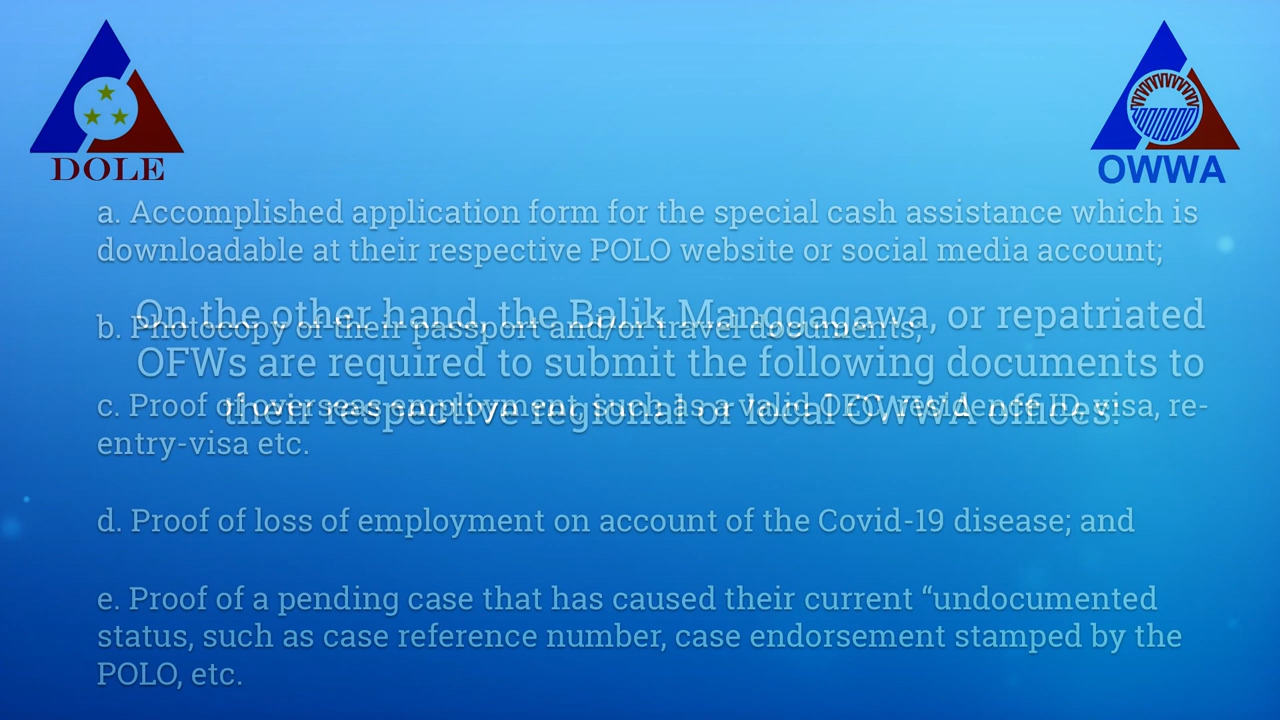 DOLE
OWWA
a. Accomplished application form for the special cash assistance which is
downloadable at their respective POLO website or social media account;
On the other hand, the Balik Manggagawa, or repatriated
b. Photocopy of their passport and/or travel documents;
OFWs are required to submit the following documents to
c. Proof of overseas employment such as a valid OEC, residence ID, visa, re-
their respective regional or local OWWA offices:
entry-visa etc.
d. Proof of loss of employment on account of the Covid-19 disease; and
e. Proof of a pending case that has caused their current “undocumented
status, such as case reference number, case endorsement stamped by the
POLO, etc.